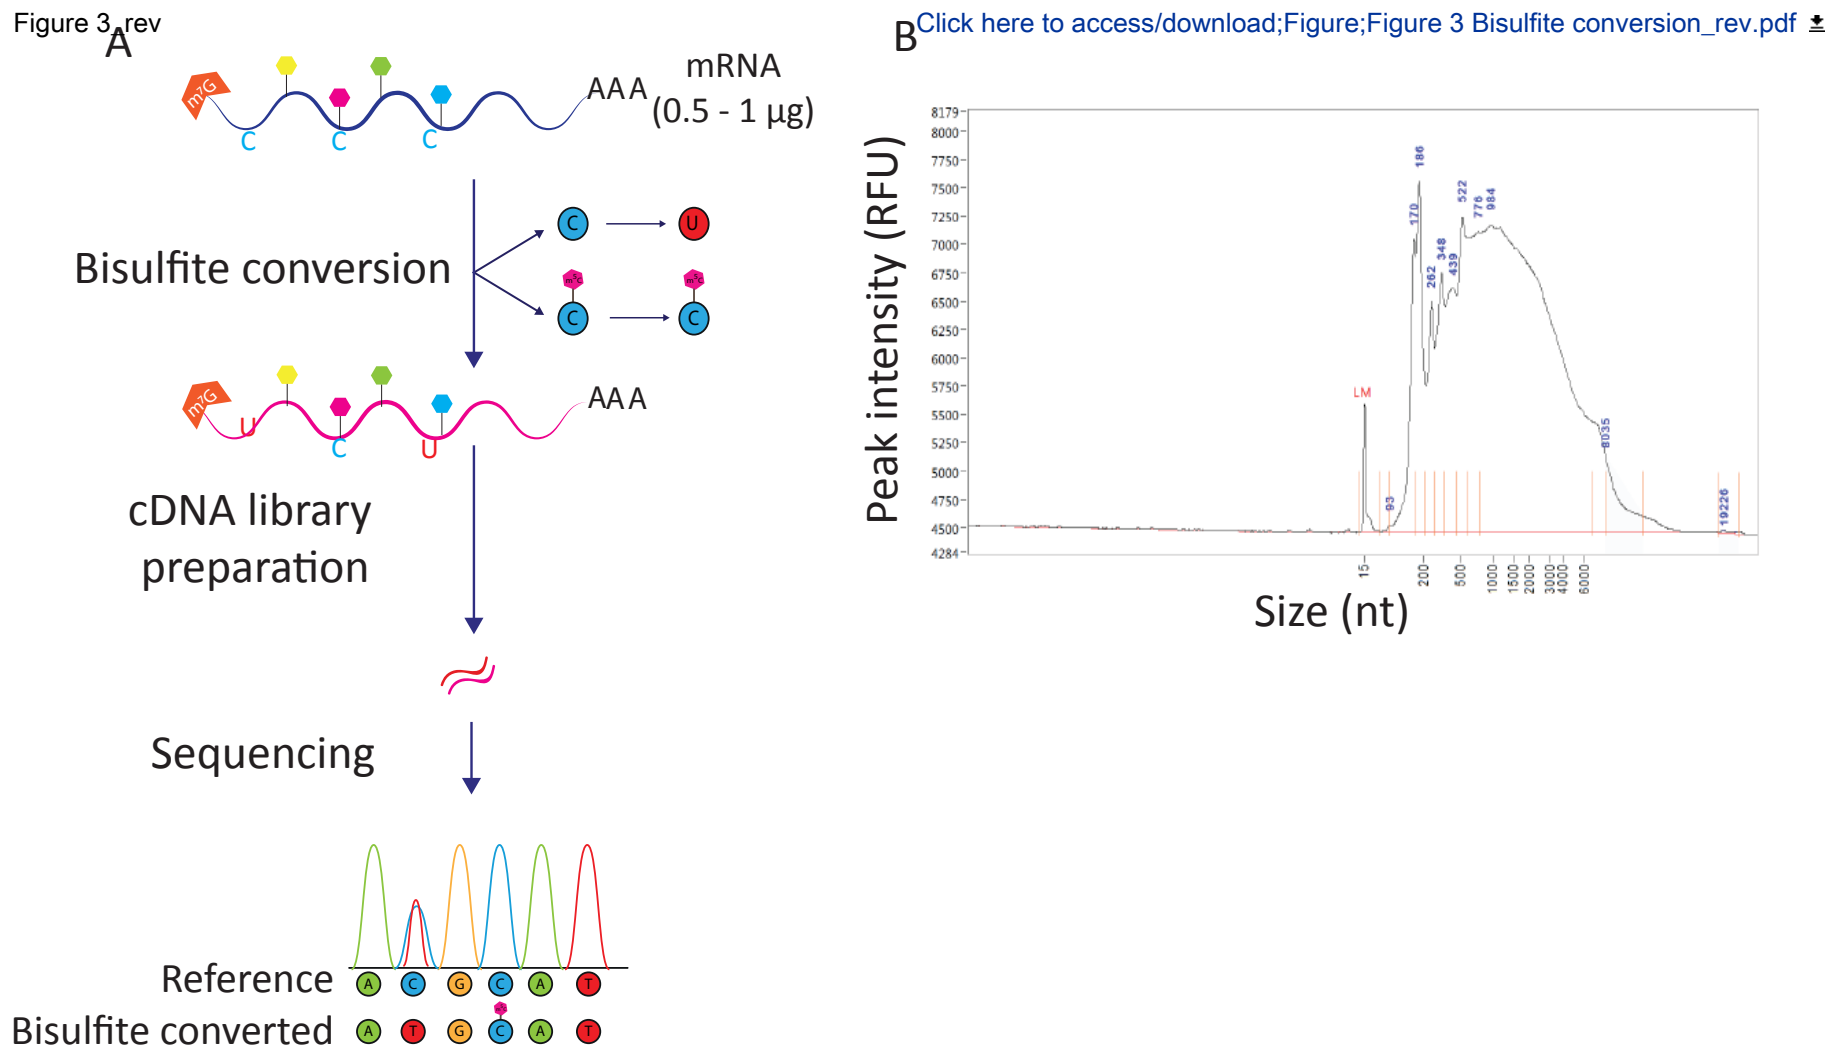 Figure 3_rev
Click here to access/download;Figure;Figure 3 Bisulfite conversion_rev.pdf
A
m⁷G
C
C
C
AAA
mRNA
(0.5 - 1 µg)
Bisulfite conversion
C
U
m⁵C
C
m⁵C
C
m⁷G
U
C
U
AAA
cDNA library
preparation
Sequencing
Reference
A
C
G
C
A
T
Bisulfite converted
A
T
G
C
A
T
B
Peak intensity (RFU)
8179
8000
7750
7500
7250
7000
6750
6500
6250
6000
5750
5500
5250
5000
4750
4500
4284
LM
93
170
186
262
348
439
522
776
984
8035
19226
15
200
500
1000
1500
2000
3000
4000
6000
Size (nt)